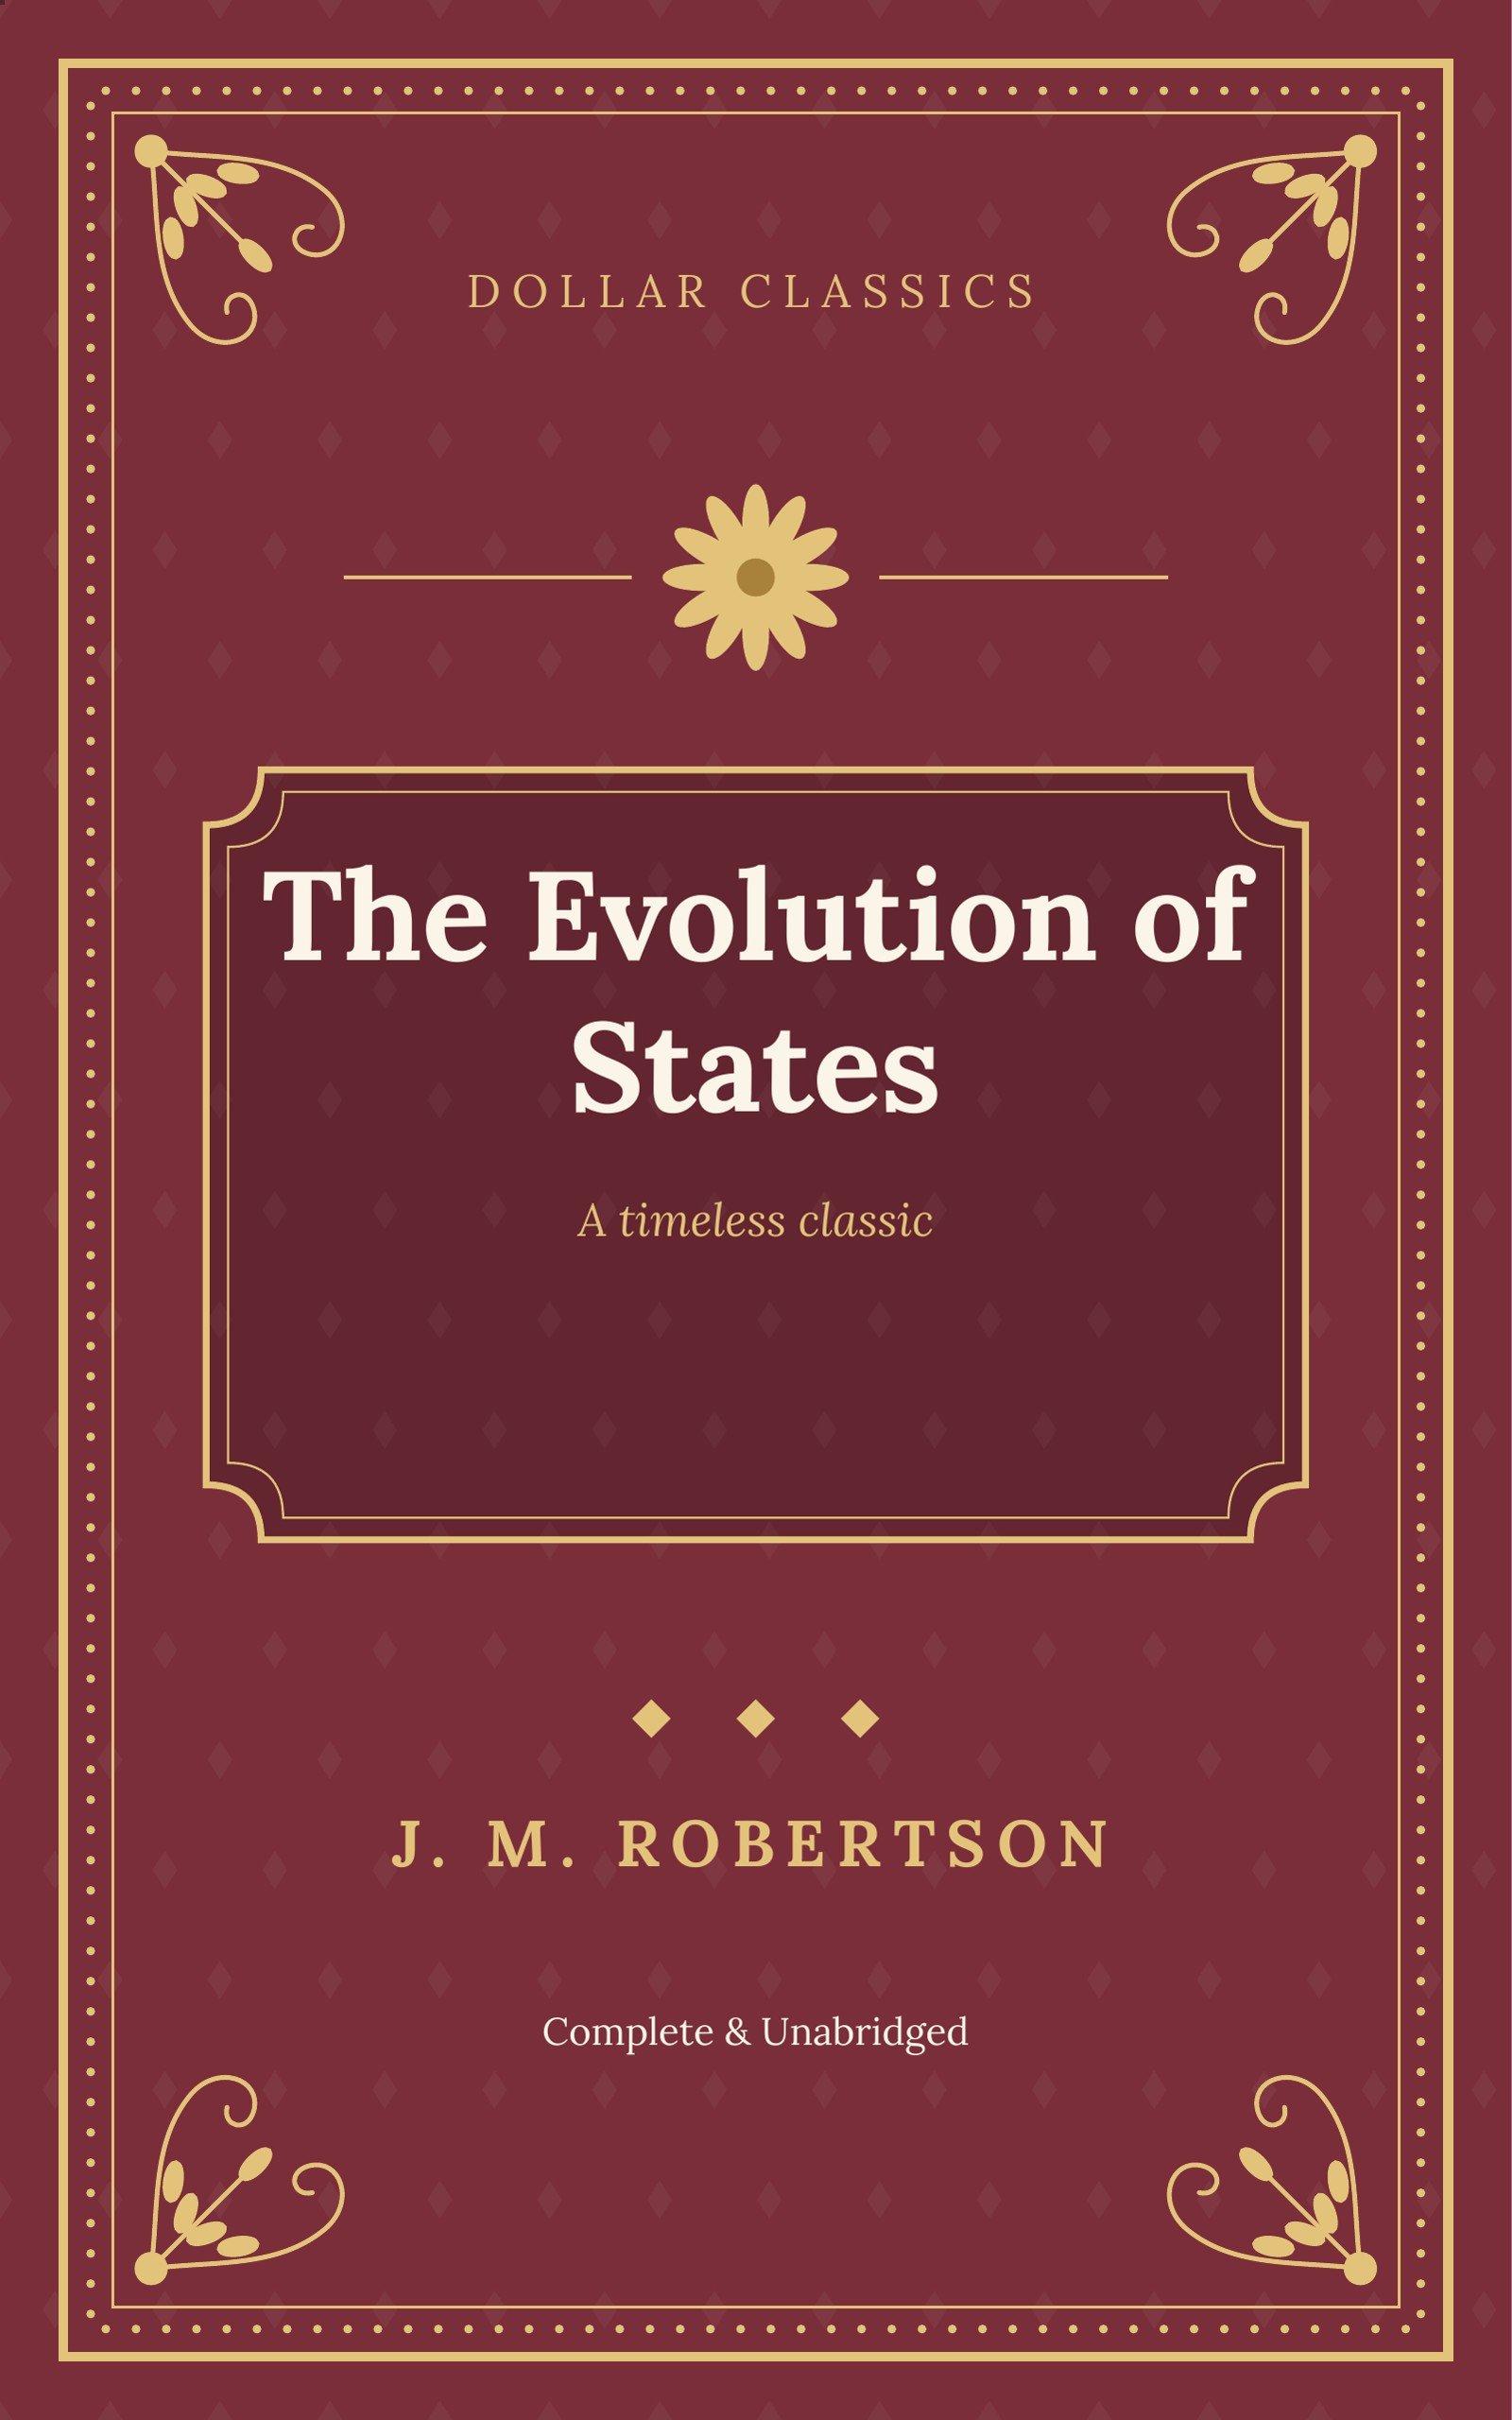 DOLLAR CLASSICS
The Evolution of
States
A timeless classic
J. M. ROBERTSON
Complete & Unabridged